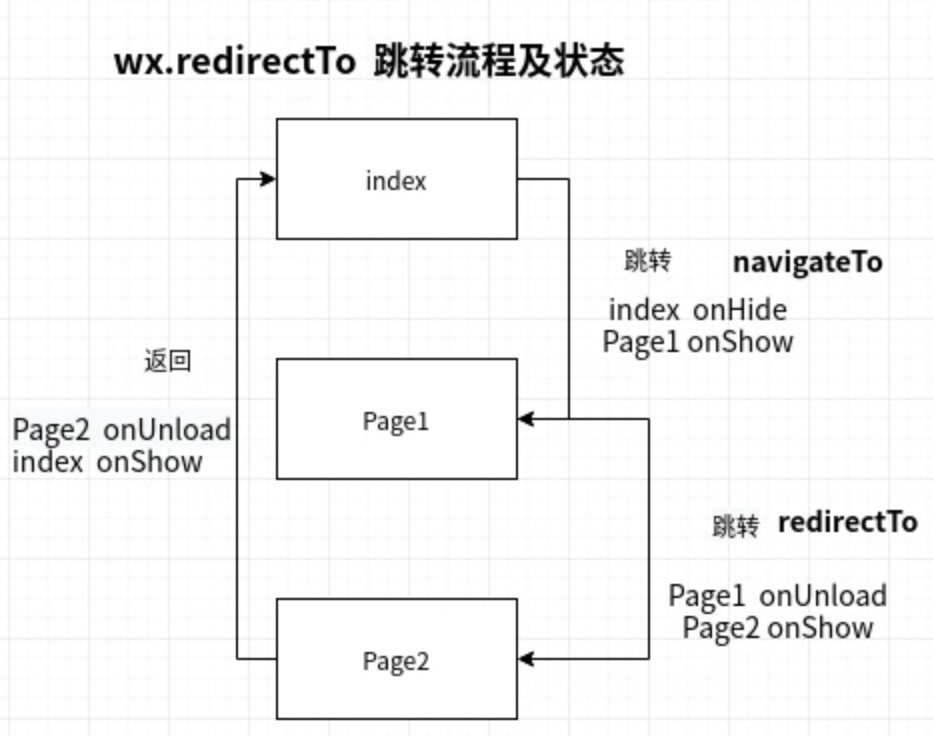 wx.redirectTo 跳转流程及状态
index
跳转 navigateTo
index onHide
Page1 onShow
返回
Page1
Page2 onUnload
index onShow
跳转 redirectTo
Page1 onUnload
Page2 onShow
Page2